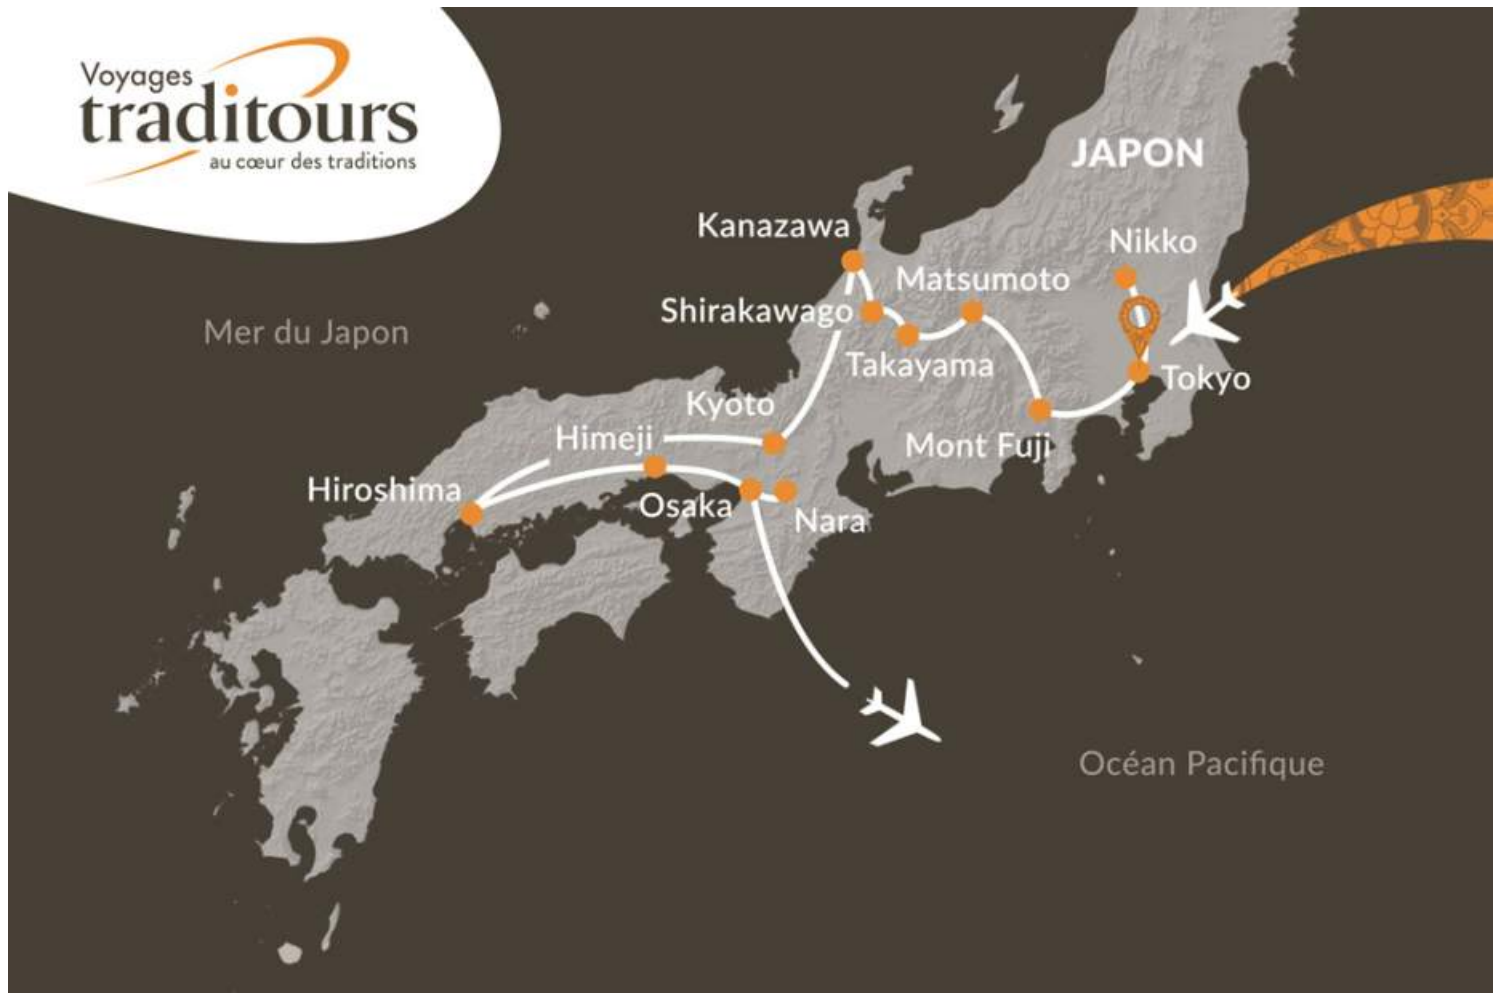 Voyages
traditours
au cœur des traditions
JAPON
Kanazawa
Nikko
Matsumoto
Shirakawago
Mer du Japon
Takayama
Tokyo
Kyoto
Himeji
Mont Fuji
Hiroshima
Osaka
Nara
Océan Pacifique